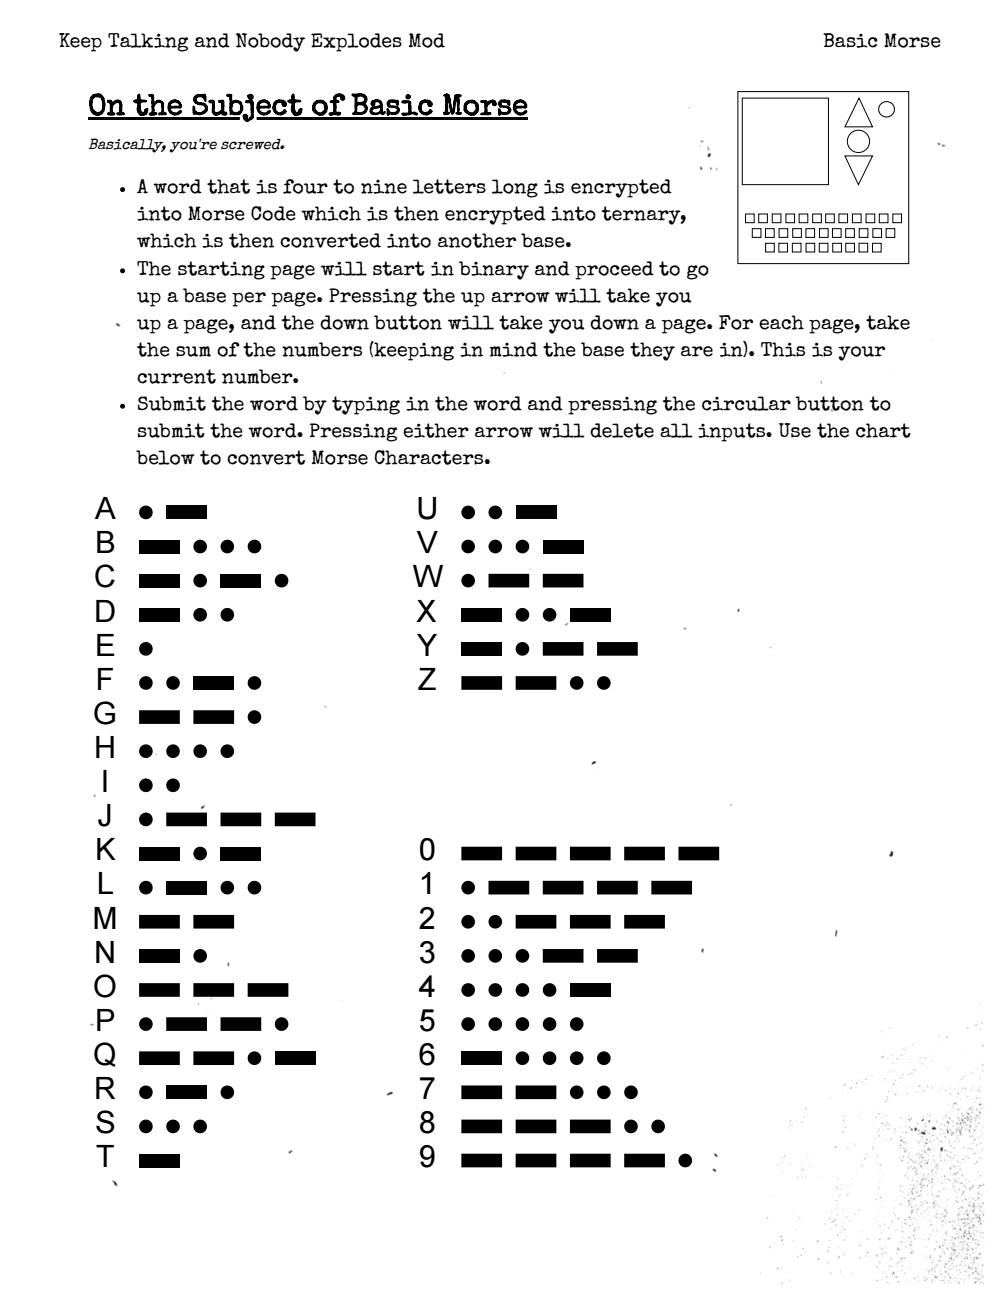 Keep Talking and Nobody Explodes Mod
Basic Morse
On the Subject of Basic Morse
Basically, you're screwed.
• A word that is four to nine letters long is encrypted
into Morse Code which is then encrypted into ternary,
which is then converted into another base.
• The starting page will start in binary and proceed to go
up a base per page. Pressing the up arrow will take you
up a page, and the down button will take you down a page. For each page, take
the sum of the numbers (keeping in mind the base they are in). This is your
current number.
• Submit the word by typing in the word and pressing the circular button to
submit the word. Pressing either arrow will delete all inputs. Use the chart
below to convert Morse Characters.
A
B
C
D
E
F
G
H
I
J
K
L
M
N
O
P
Q
R
S
T
U
V
W
X
Y
Z
0
1
2
3
4
5
6
7
8
9